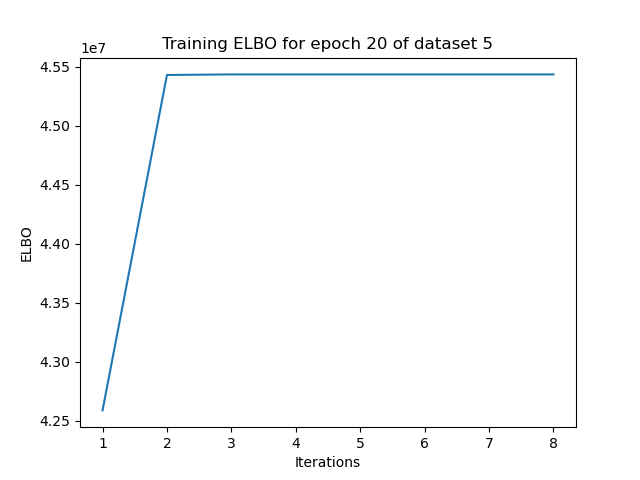 Training ELBO for epoch 20 of dataset 5
1e7
4.55
4.50
4.45
4.40
4.35
4.30
4.25
ELBO
1 2 3 4 5 6 7 8
Iterations